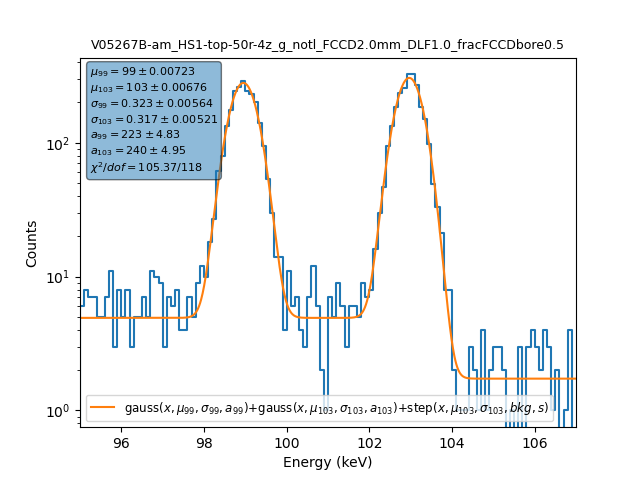 V05267B-am_HS1-top-50r-4z_g_notl_FCCD2.0mm_DLF1.0_fracFCCDbore0.5
μ99 = 99 ± 0.00723
μ103 = 103 ± 0.00676
σ99 = 0.323 ± 0.00564
σ103 = 0.317 ± 0.00521
a99 = 223 ± 4.83
a103 = 240 ± 4.95
χ²/dof = 105.37/118
10²
10¹
10⁰
Counts
gauss(x, μ99, σ99, a99)+gauss(x, μ103, σ103, a103)+step(x, μ103, σ103, bkg, s)
96 98 100 102 104 106
Energy (keV)